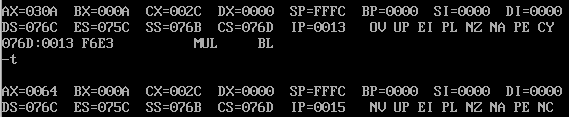 AX=030A  BX=000A  CX=002C  DX=0000  SP=FFFC  BP=0000  SI=0000  DI=0000
DS=076C  ES=075C  SS=076B  CS=076D  IP=0013   OV UP EI PL NZ NA PE CY
076D:0013 F6E3          MUL     BL
-t
AX=0064  BX=000A  CX=002C  DX=0000  SP=FFFC  BP=0000  SI=0000  DI=0000
DS=076C  ES=075C  SS=076B  CS=076D  IP=0015   NV UP EI PL NZ NA PE NC